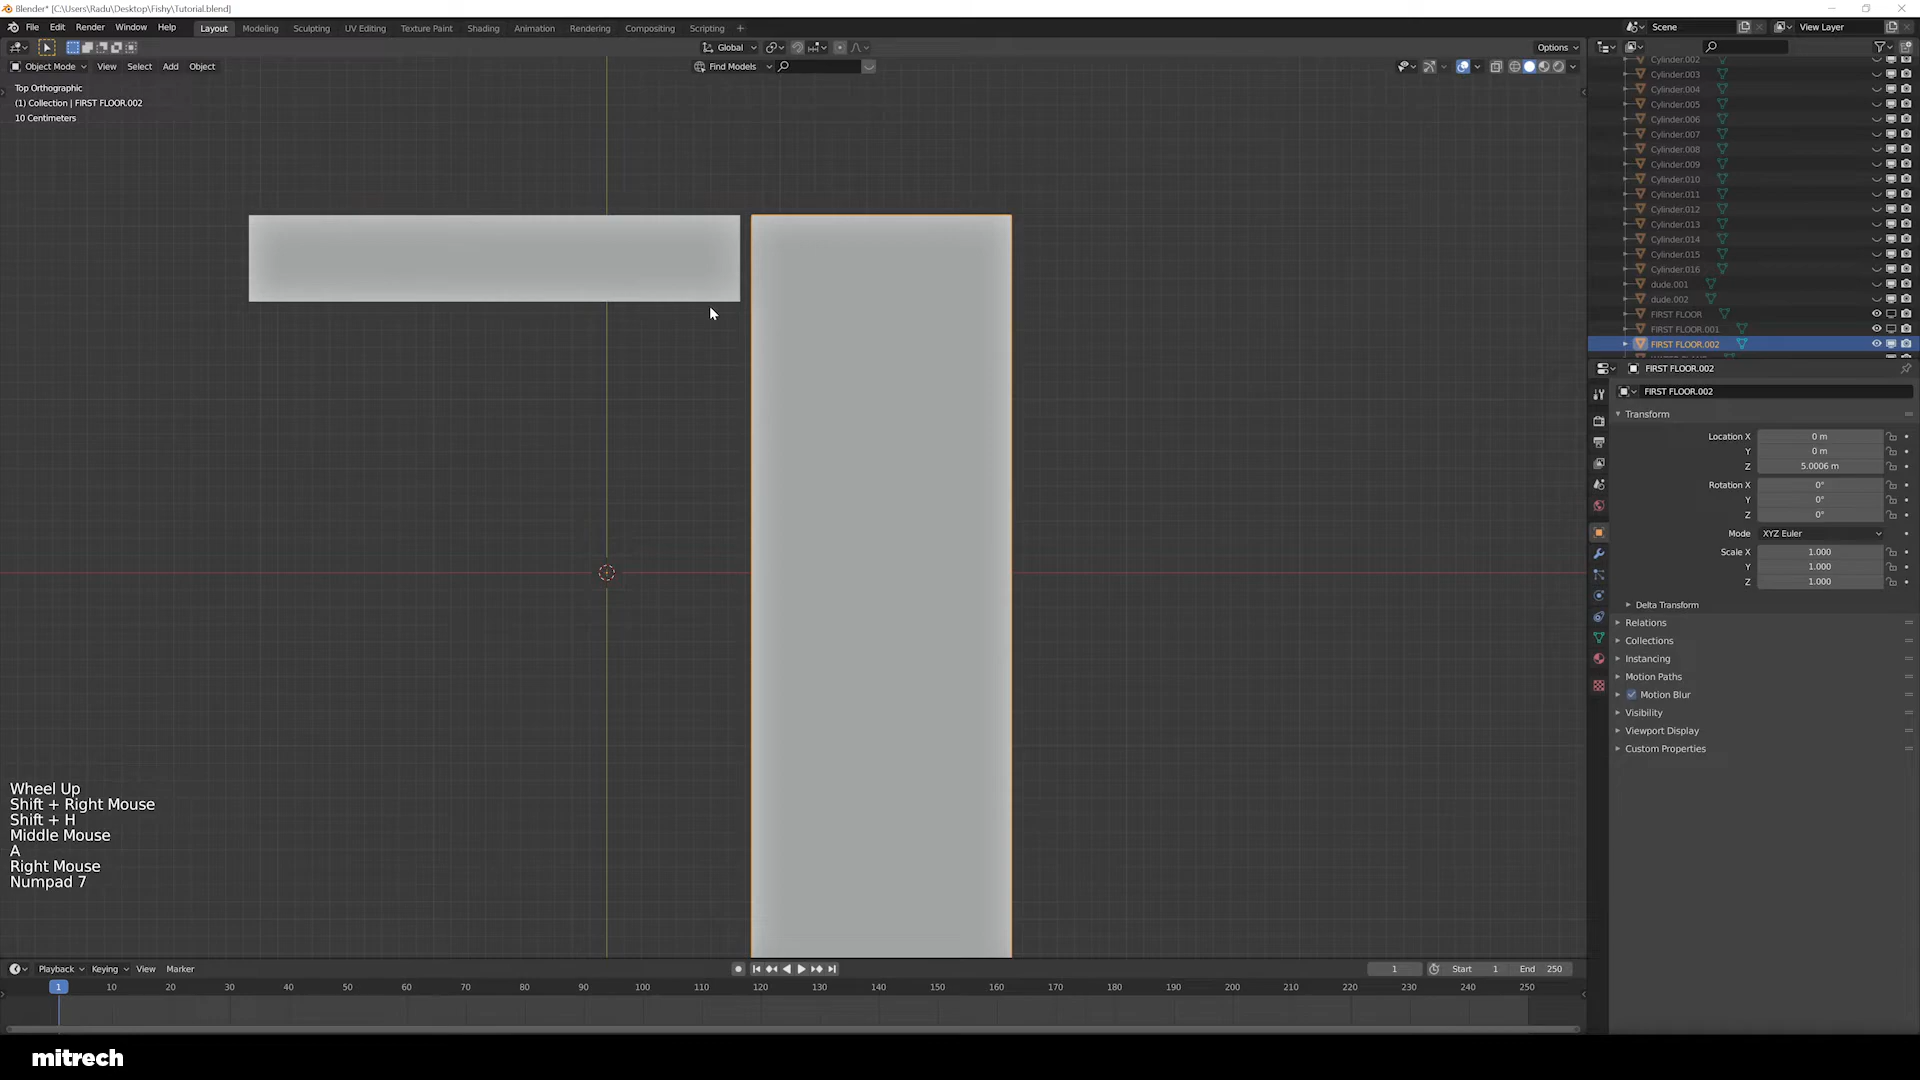 Blender* [C:\Users\Radu\Desktop\Fishy\Tutorial.blend]
File Edit Render Window Help Layout Modeling Sculpting UV Editing Texture Paint Shading Animation Rendering Compositing Scripting + Scene View Layer
Global Options
Object Mode View Select Add Object Find Models
Top Orthographic
(1) Collection | FIRST FLOOR.002
10 Centimeters
Cylinder.002
Cylinder.003
Cylinder.004
Cylinder.005
Cylinder.006
Cylinder.007
Cylinder.008
Cylinder.009
Cylinder.010
Cylinder.011
Cylinder.012
Cylinder.013
Cylinder.014
Cylinder.015
Cylinder.016
dude.001
dude.002
FIRST FLOOR
FIRST FLOOR.001
FIRST FLOOR.002
FIRST FLOOR.002
FIRST FLOOR.002
Transform
Location X 0 m
Y 0 m
Z 5.0006 m
Rotation X 0°
Y 0°
Z 0°
Mode XYZ Euler
Scale X 1.000
Y 1.000
Z 1.000
Delta Transform
Relations
Collections
Instancing
Motion Paths
Motion Blur
Visibility
Viewport Display
Custom Properties
Wheel Up
Shift + Right Mouse
Shift + H
Middle Mouse
A
Right Mouse
Numpad 7
Playback Keying View Marker 1 Start 1 End 250
1 10 20 30 40 50 60 70 80 90 100 110 120 130 140 150 160 170 180 190 200 210 220 230 240 250
mitrech